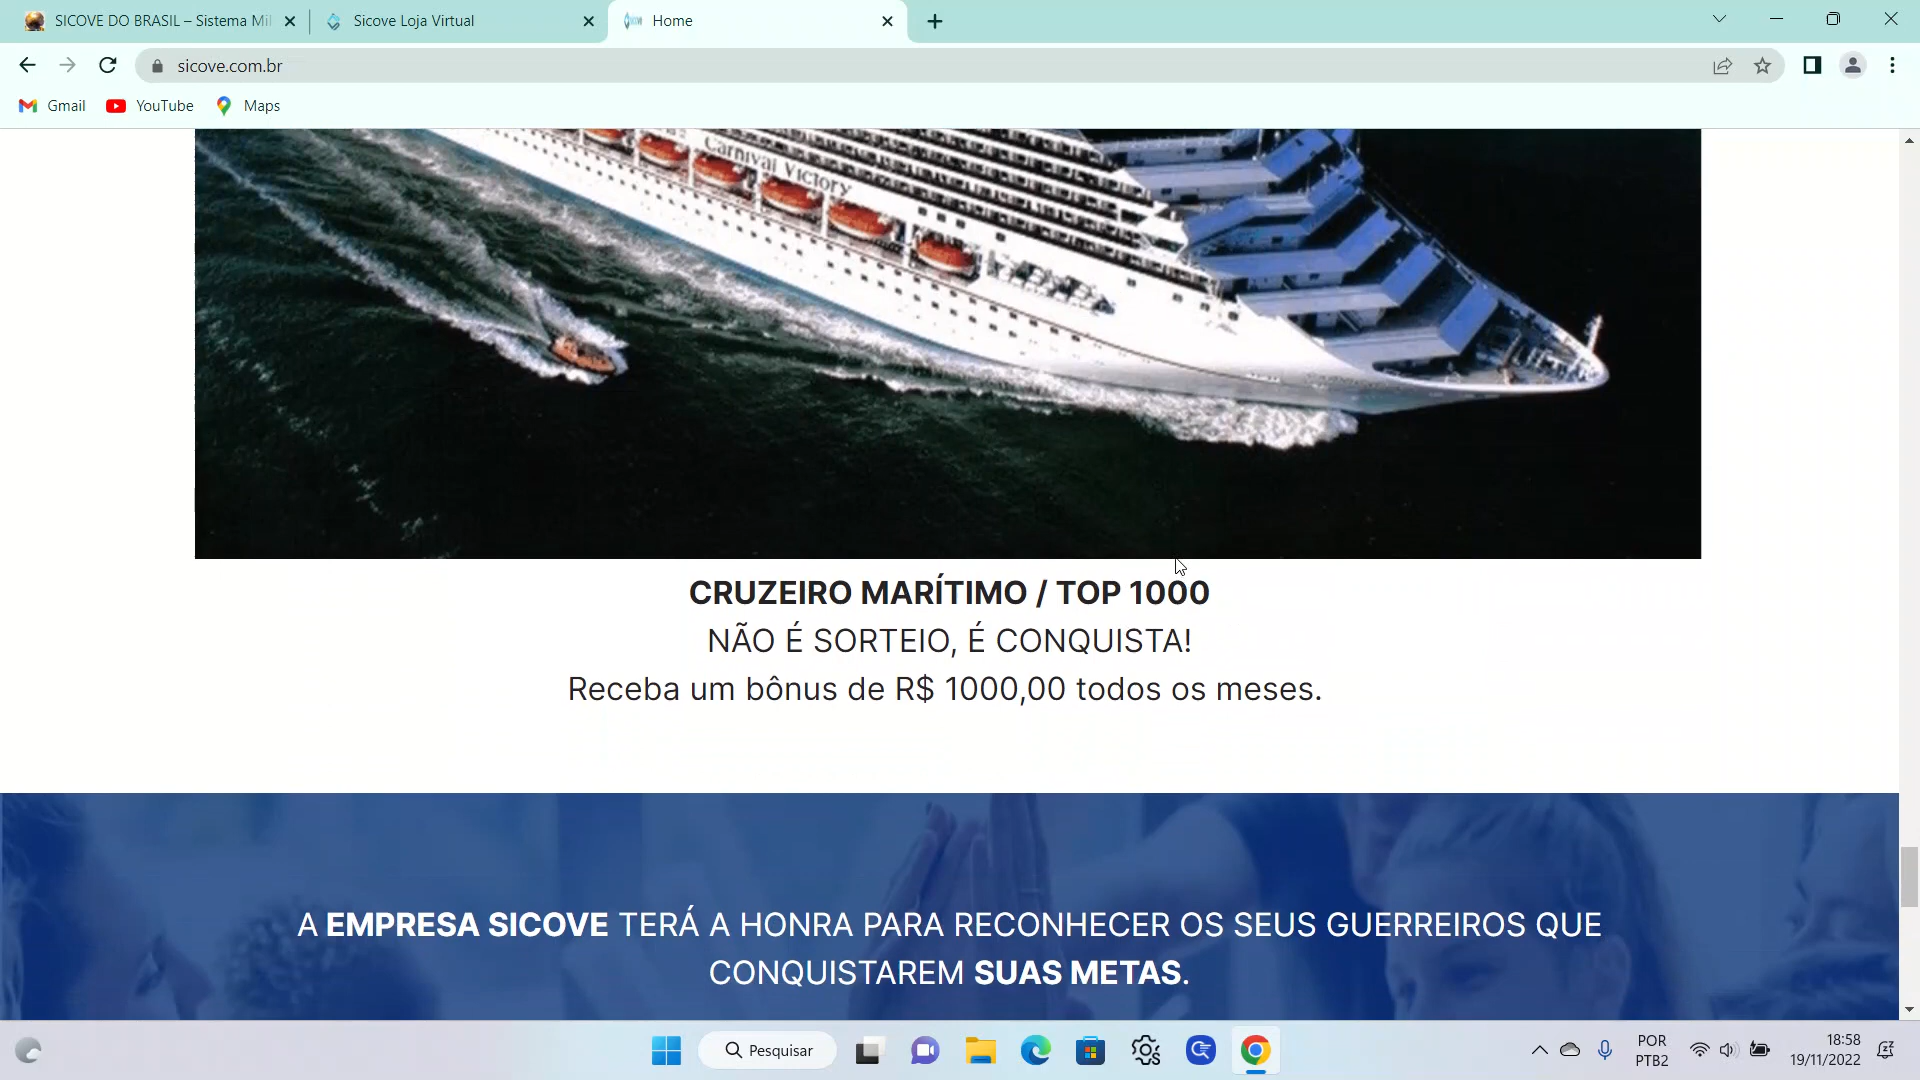 SICOVE DO BRASIL – Sistema Mil
Sicove Loja Virtual
Home
sicove.com.br
Gmail
YouTube
Maps
Carnival Victory
CRUZEIRO MARÍTIMO / TOP 1000
NÃO É SORTEIO, É CONQUISTA!
Receba um bônus de R$ 1000,00 todos os meses.
A EMPRESA SICOVE TERÁ A HONRA PARA RECONHECER OS SEUS GUERREIROS QUE
CONQUISTAREM SUAS METAS.
Pesquisar
POR
PTB2
18:58
19/11/2022